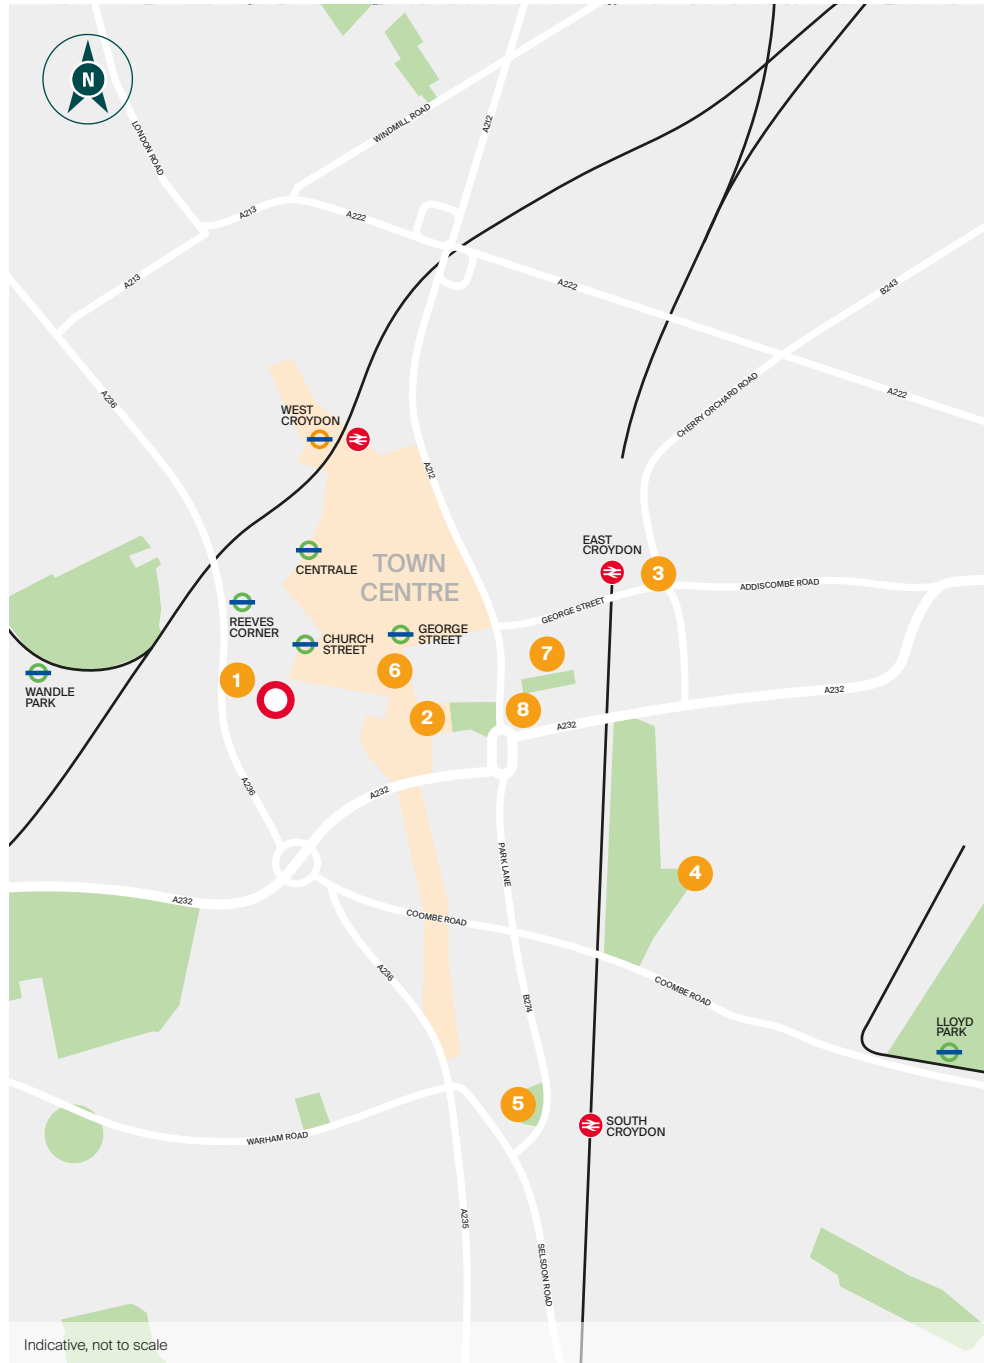 N
LONDON ROAD
WINDMILL ROAD
A212
A213
A222
A213
A222
B243
A236
CHERRY ORCHARD ROAD
A222
WEST
CROYDON
A212
TOWN
CENTRE
CENTRALE
EAST
CROYDON
3
ADDISCOMBE ROAD
GEORGE STREET
REEVES
CORNER
CHURCH
STREET
GEORGE
STREET
7
6
1
WANDLE
PARK
2
8
A232
A232
A236
A232
PARK LANE
4
A232
COOMBE ROAD
A236
COOMBE ROAD
B274
LLOYD
PARK
5
SOUTH
CROYDON
WARHAM ROAD
A235
SELSDON ROAD
Indicative, not to scale